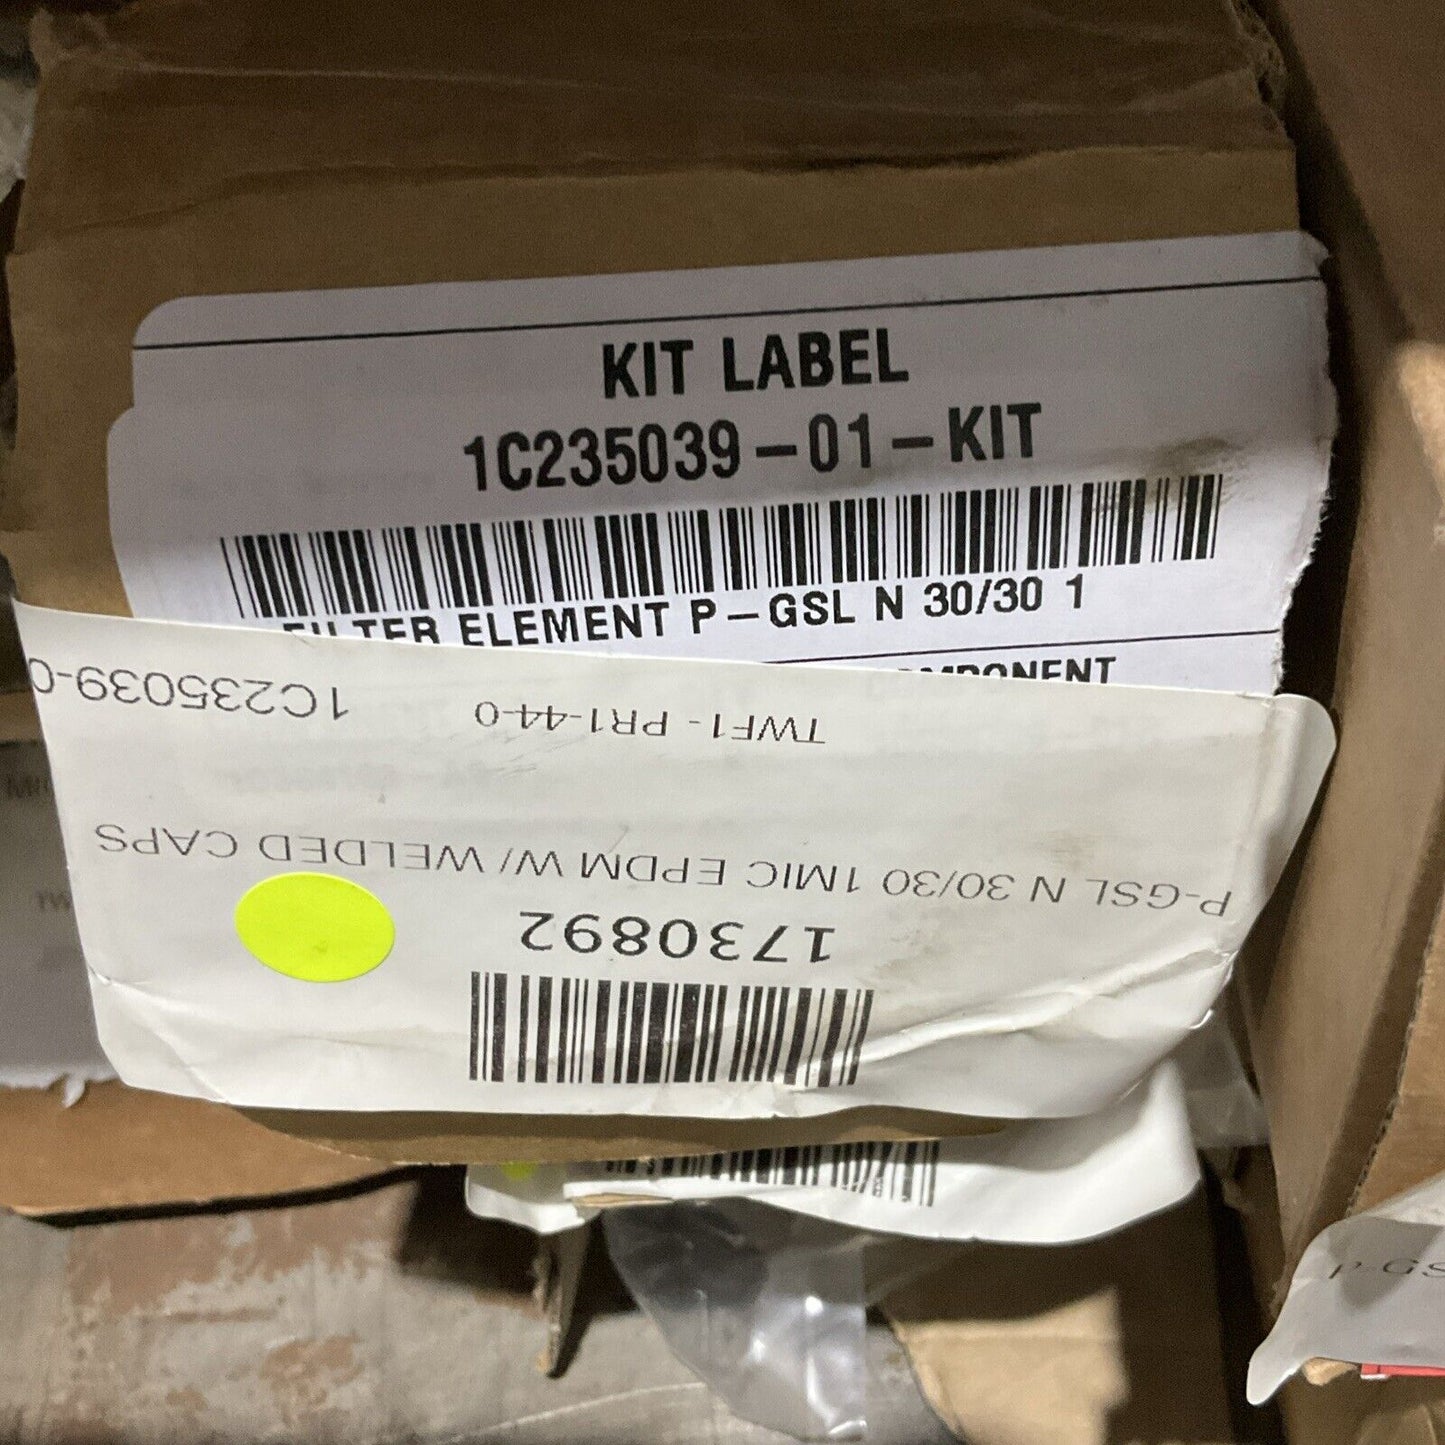 KIT LABEL
1C235039-01-KIT
FILTER ELEMENT P-GSL N 30/30 1
1730892
P-GSL N 30/30 1MIC EPDM W/ WELDED CAPS
TWF1 - PR1-44-0
1C235039-0